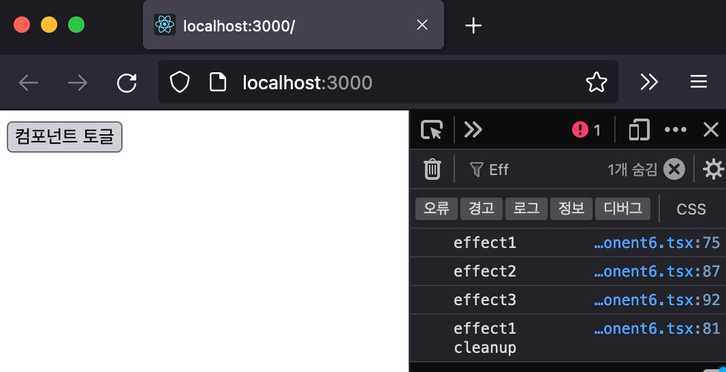 localhost:3000/
localhost:3000
컴포넌트 토글
1
Eff
1개 숨김
오류 경고 로그 정보 디버그 CSS
effect1 …onent6.tsx:75
effect2 …onent6.tsx:87
effect3 …onent6.tsx:92
effect1 …onent6.tsx:81
cleanup